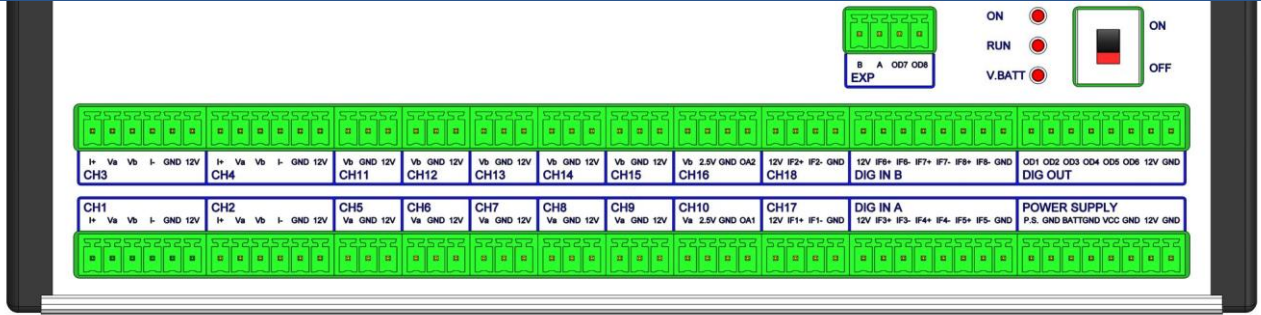 ON
RUN
V.BATT
ON
OFF
B A OD7 OD8
EXP
I+ Va Vb I- GND 12V
CH3
I+ Va Vb I- GND 12V
CH4
Vb GND 12V
CH11
Vb GND 12V
CH12
Vb GND 12V
CH13
Vb GND 12V
CH14
Vb GND 12V
CH15
Vb 2.5V GND OA2
CH16
12V IF2+ IF2- GND
CH18
12V IF6+ IF6- IF7+ IF7- IF8+ IF8- GND
DIG IN B
OD1 OD2 OD3 OD4 OD5 OD6 12V GND
DIG OUT
CH1
I+ Va Vb I- GND 12V
CH2
I+ Va Vb I- GND 12V
CH5
Va GND 12V
CH6
Va GND 12V
CH7
Va GND 12V
CH8
Va GND 12V
CH9
Va GND 12V
CH10
Va 2.5V GND OA1
CH17
12V IF1+ IF1- GND
DIG IN A
12V IF3+ IF3- IF4+ IF4- IF5+ IF5- GND
POWER SUPPLY
P.S. GND BATTGND VCC GND 12V GND